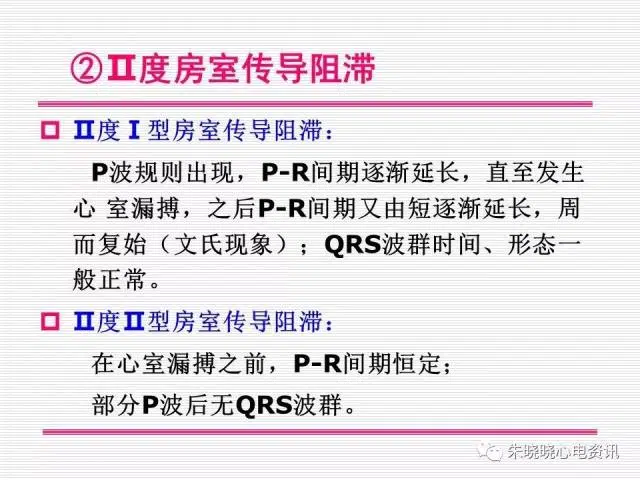 ②Ⅱ度房室传导阻滞
Ⅱ度Ⅰ型房室传导阻滞：
P波规则出现，P-R间期逐渐延长，直至发生
心 室漏搏，之后P-R间期又由短逐渐延长，周
而复始（文氏现象）；QRS波群时间、形态一
般正常。
Ⅱ度Ⅱ型房室传导阻滞：
在心室漏搏之前，P-R间期恒定；
部分P波后无QRS波群。
朱晓晓心电资讯